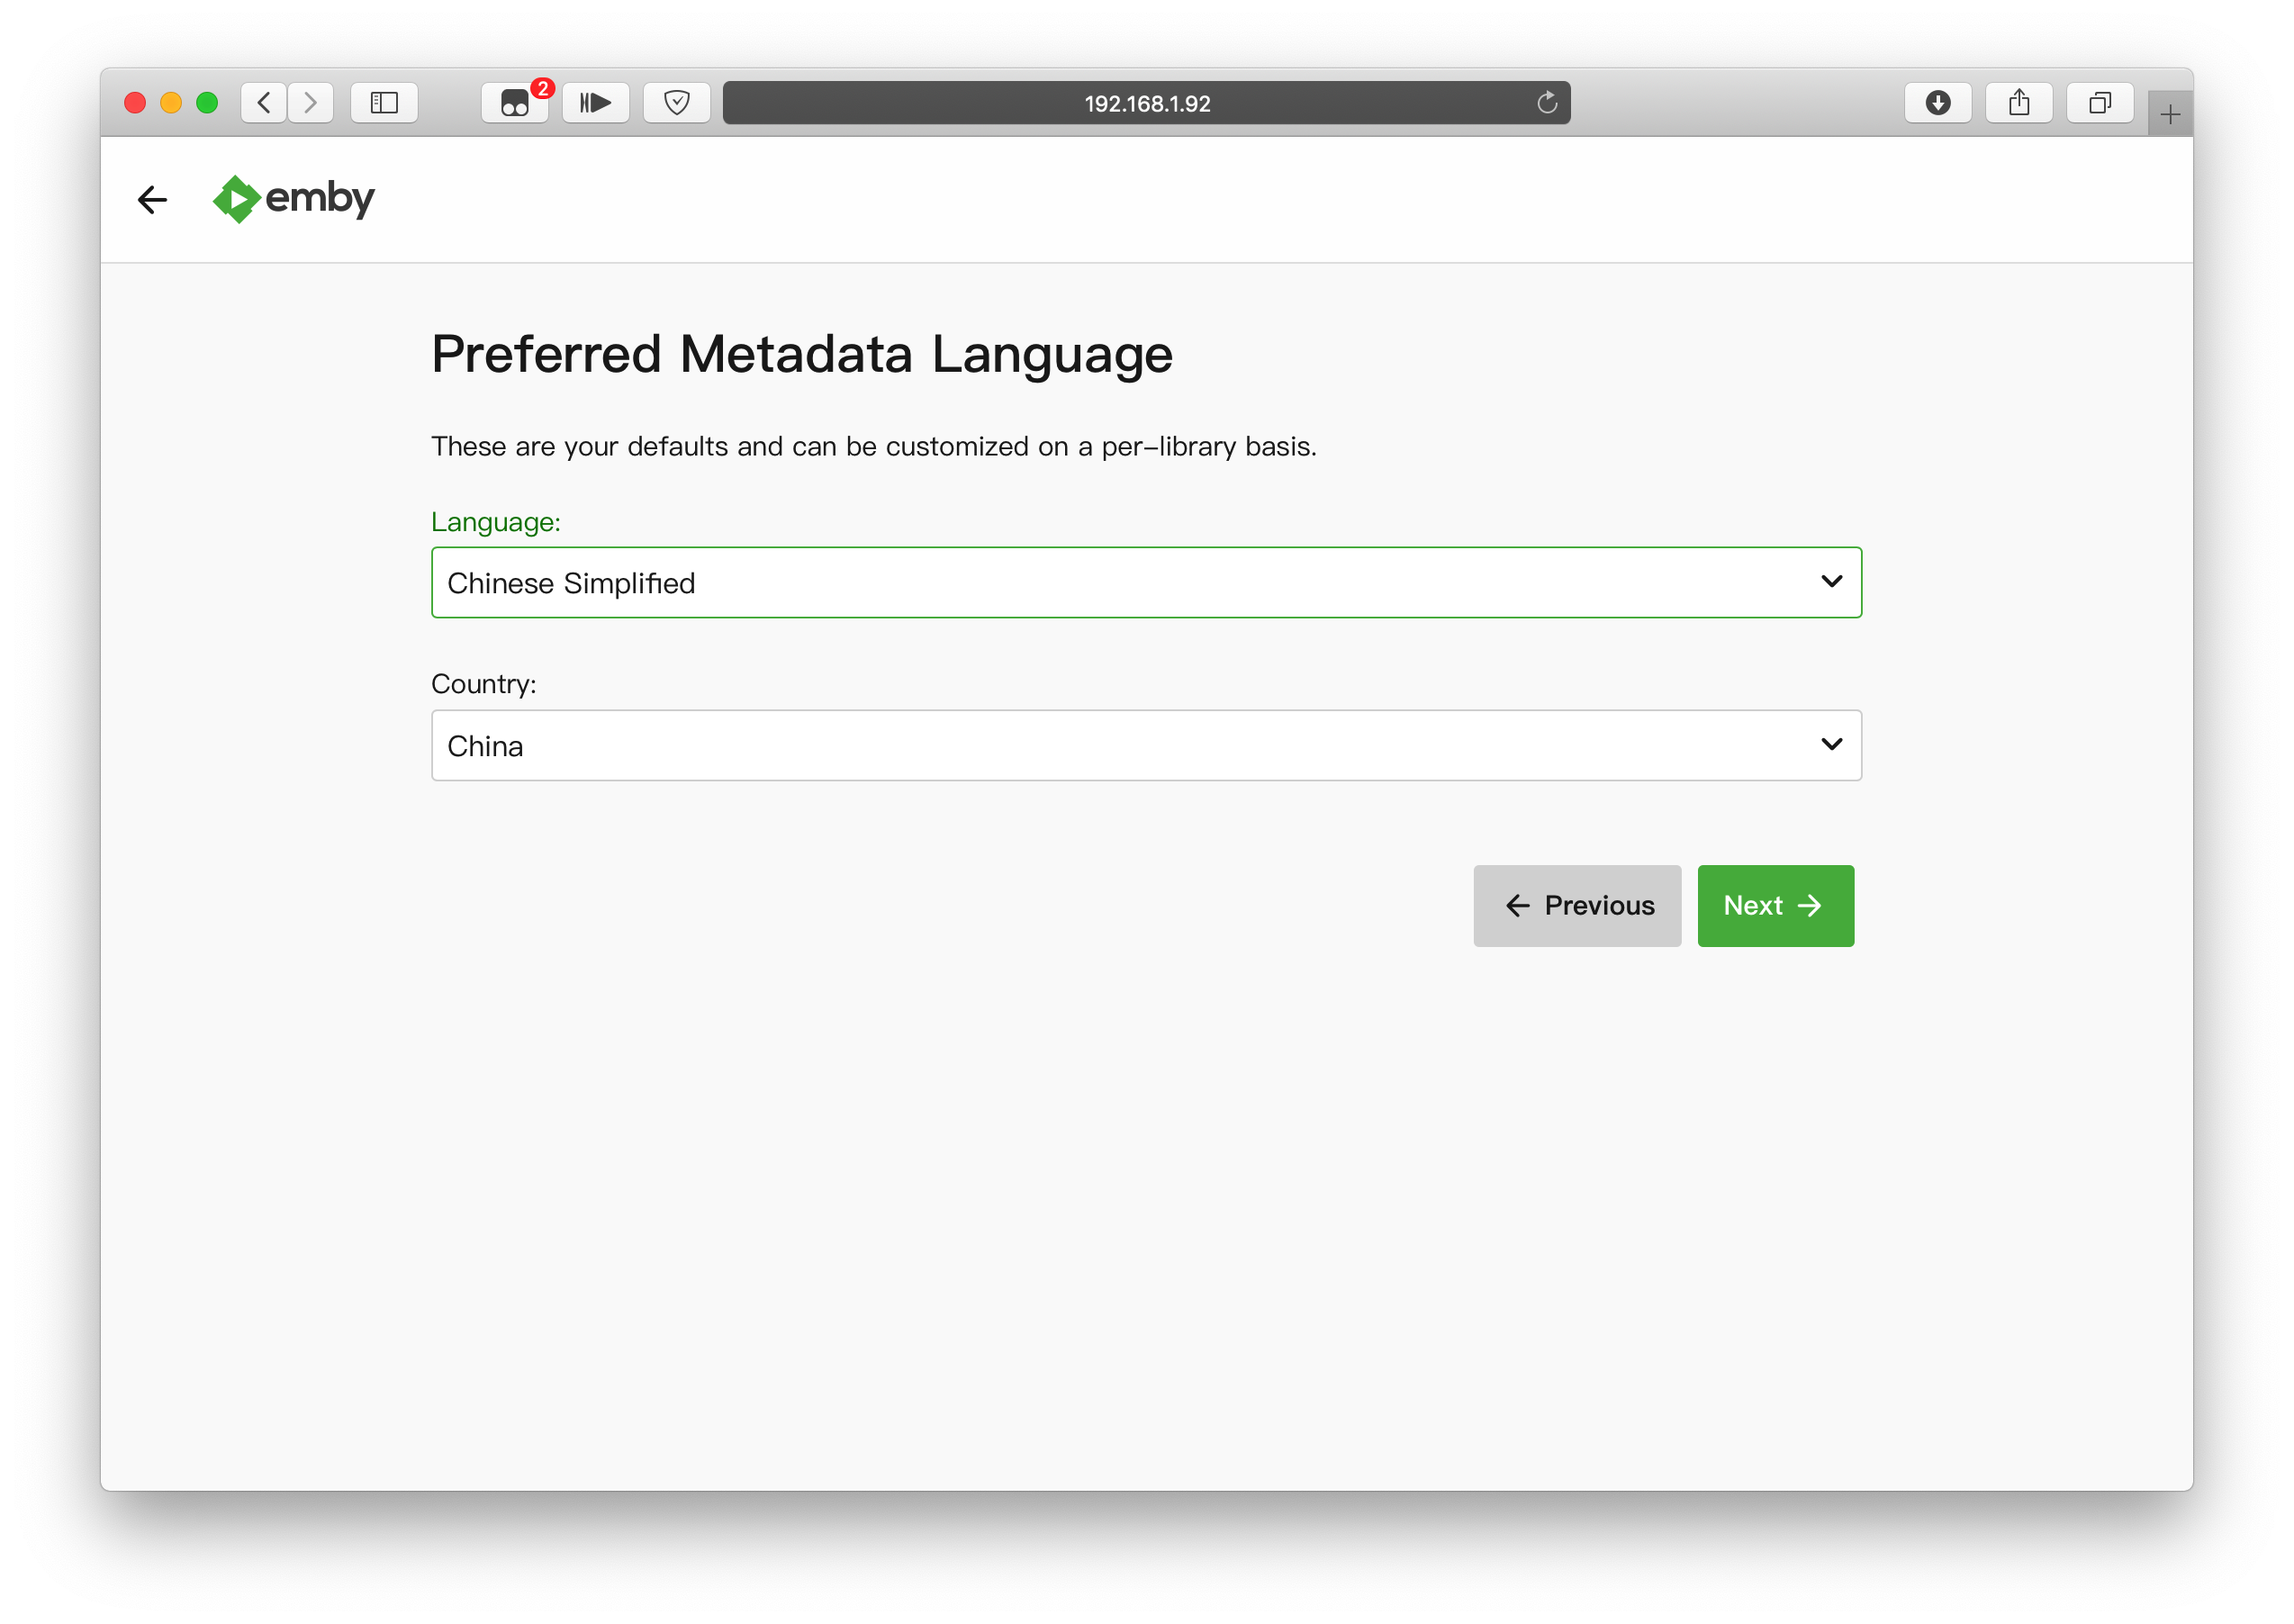 2
192.168.1.92
emby
Preferred Metadata Language
These are your defaults and can be customized on a per-library basis.
Language:
Chinese Simplified
Country:
China
Previous
Next